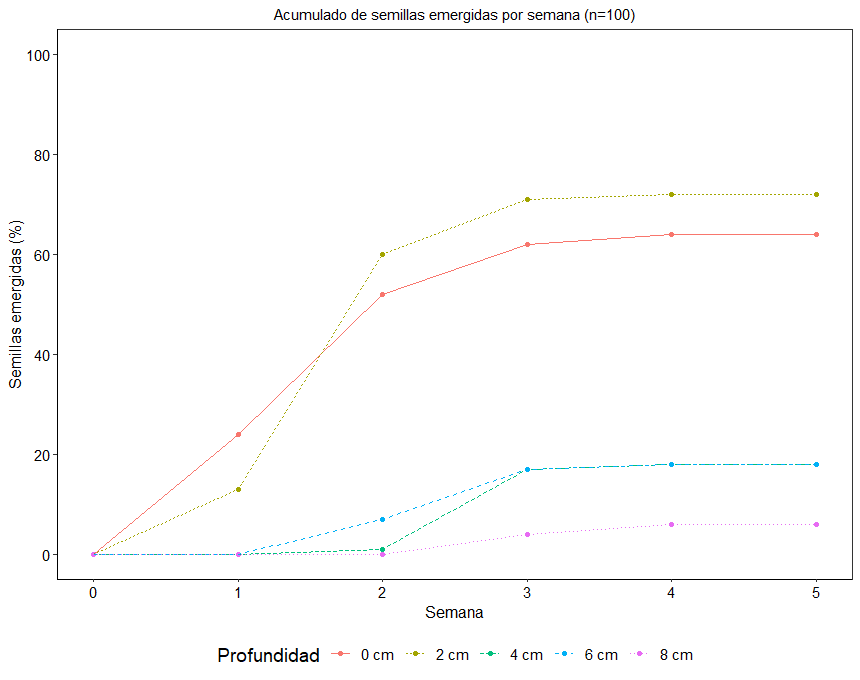 Acumulado de semillas emergidas por semana (n=100)
100
80
60
40
20
0
Semillas emergidas (%)
0 1 2 3 4 5
Semana
Profundidad 0 cm 2 cm 4 cm 6 cm 8 cm